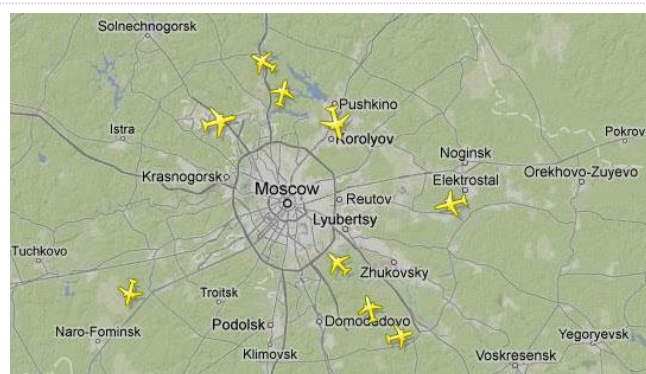 Solnechnogorsk
Pushkino
Istra
Korolyov
Pokrov
Noginsk
Krasnogorsk
Elektrostal
Orekhovo-Zuyevo
Moscow
Reutov
Lyubertsy
Tuchkovo
Zhukovsky
Troitsk
Naro-Fominsk
Podolsk
Domodedovo
Klimovsk
Yegoryevsk
Voskresensk